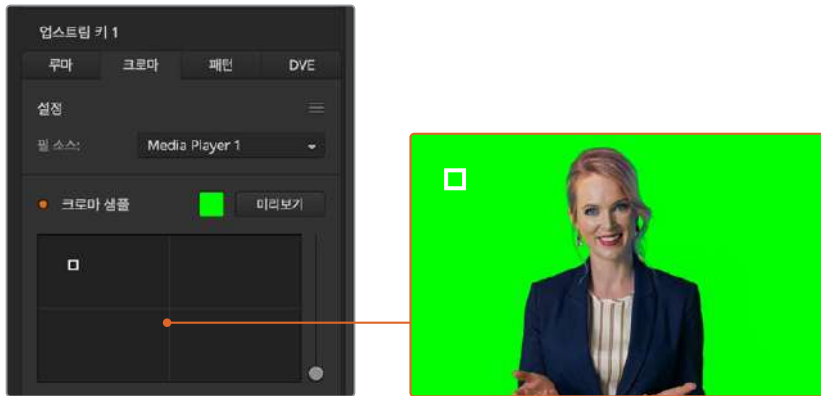 업스트림 키 1
루마 크로마 패턴 DVE
설정
필 소스: Media Player 1
크로마 샘플 미리보기